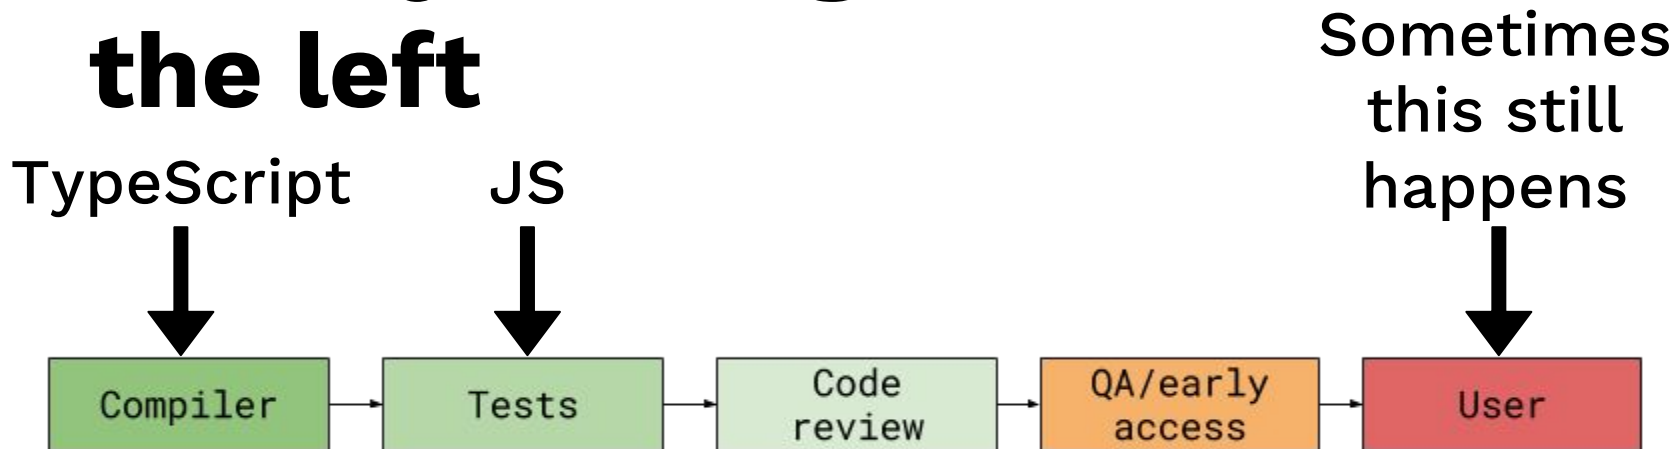 the left
Sometimes
this still
happens
TypeScript
JS
Compiler
Tests
Code
review
QA/early
access
User